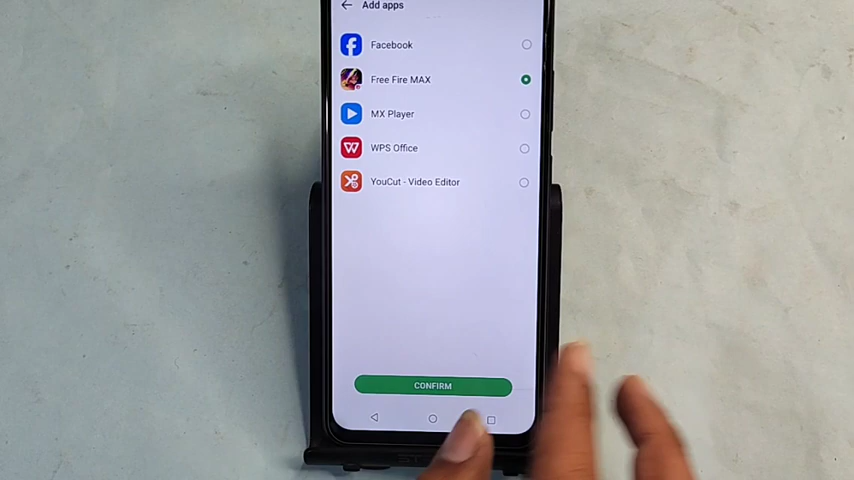 Add apps
Facebook
Free Fire MAX
MX Player
WPS Office
YouCut - Video Editor
CONFIRM